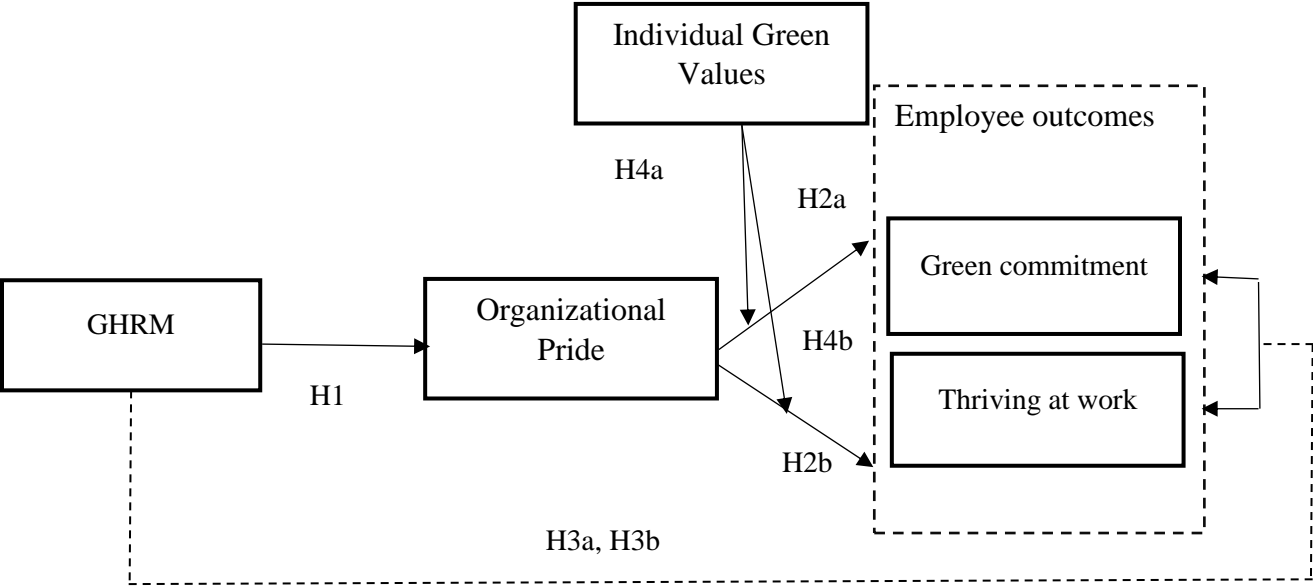 Individual Green
Values
Employee outcomes
H4a
H2a
Green commitment
GHRM
Organizational
Pride
H4b
H1
Thriving at work
H2b
H3a, H3b